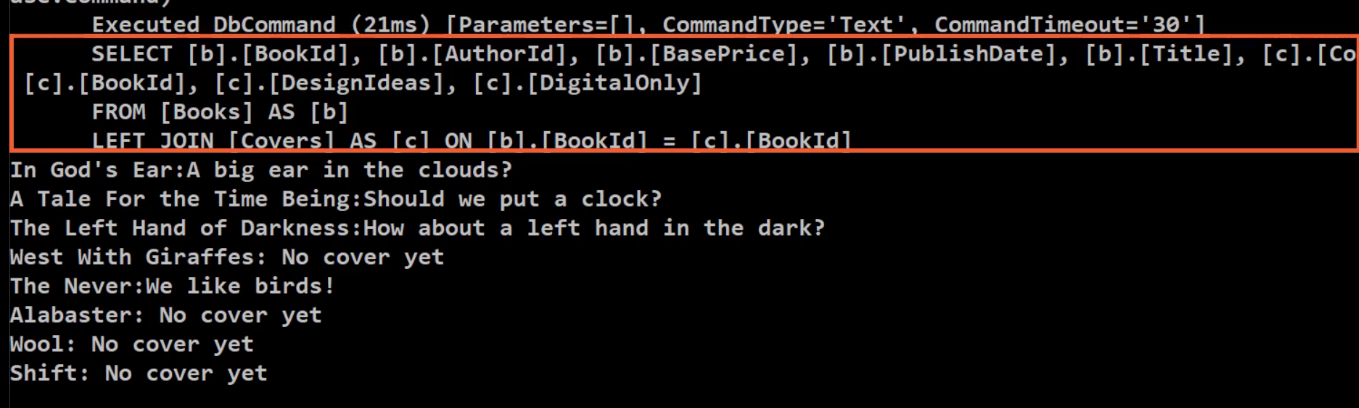 Executed DbCommand (21ms) [Parameters=[], CommandType='Text', CommandTimeout='30']
SELECT [b].[BookId], [b].[AuthorId], [b].[BasePrice], [b].[PublishDate], [b].[Title], [c].[Co
[c].[BookId], [c].[DesignIdeas], [c].[DigitalOnly]
FROM [Books] AS [b]
LEFT JOIN [Covers] AS [c] ON [b].[BookId] = [c].[BookId]
In God's Ear:A big ear in the clouds?
A Tale For the Time Being:Should we put a clock?
The Left Hand of Darkness:How about a left hand in the dark?
West With Giraffes: No cover yet
The Never:We like birds!
Alabaster: No cover yet
Wool: No cover yet
Shift: No cover yet